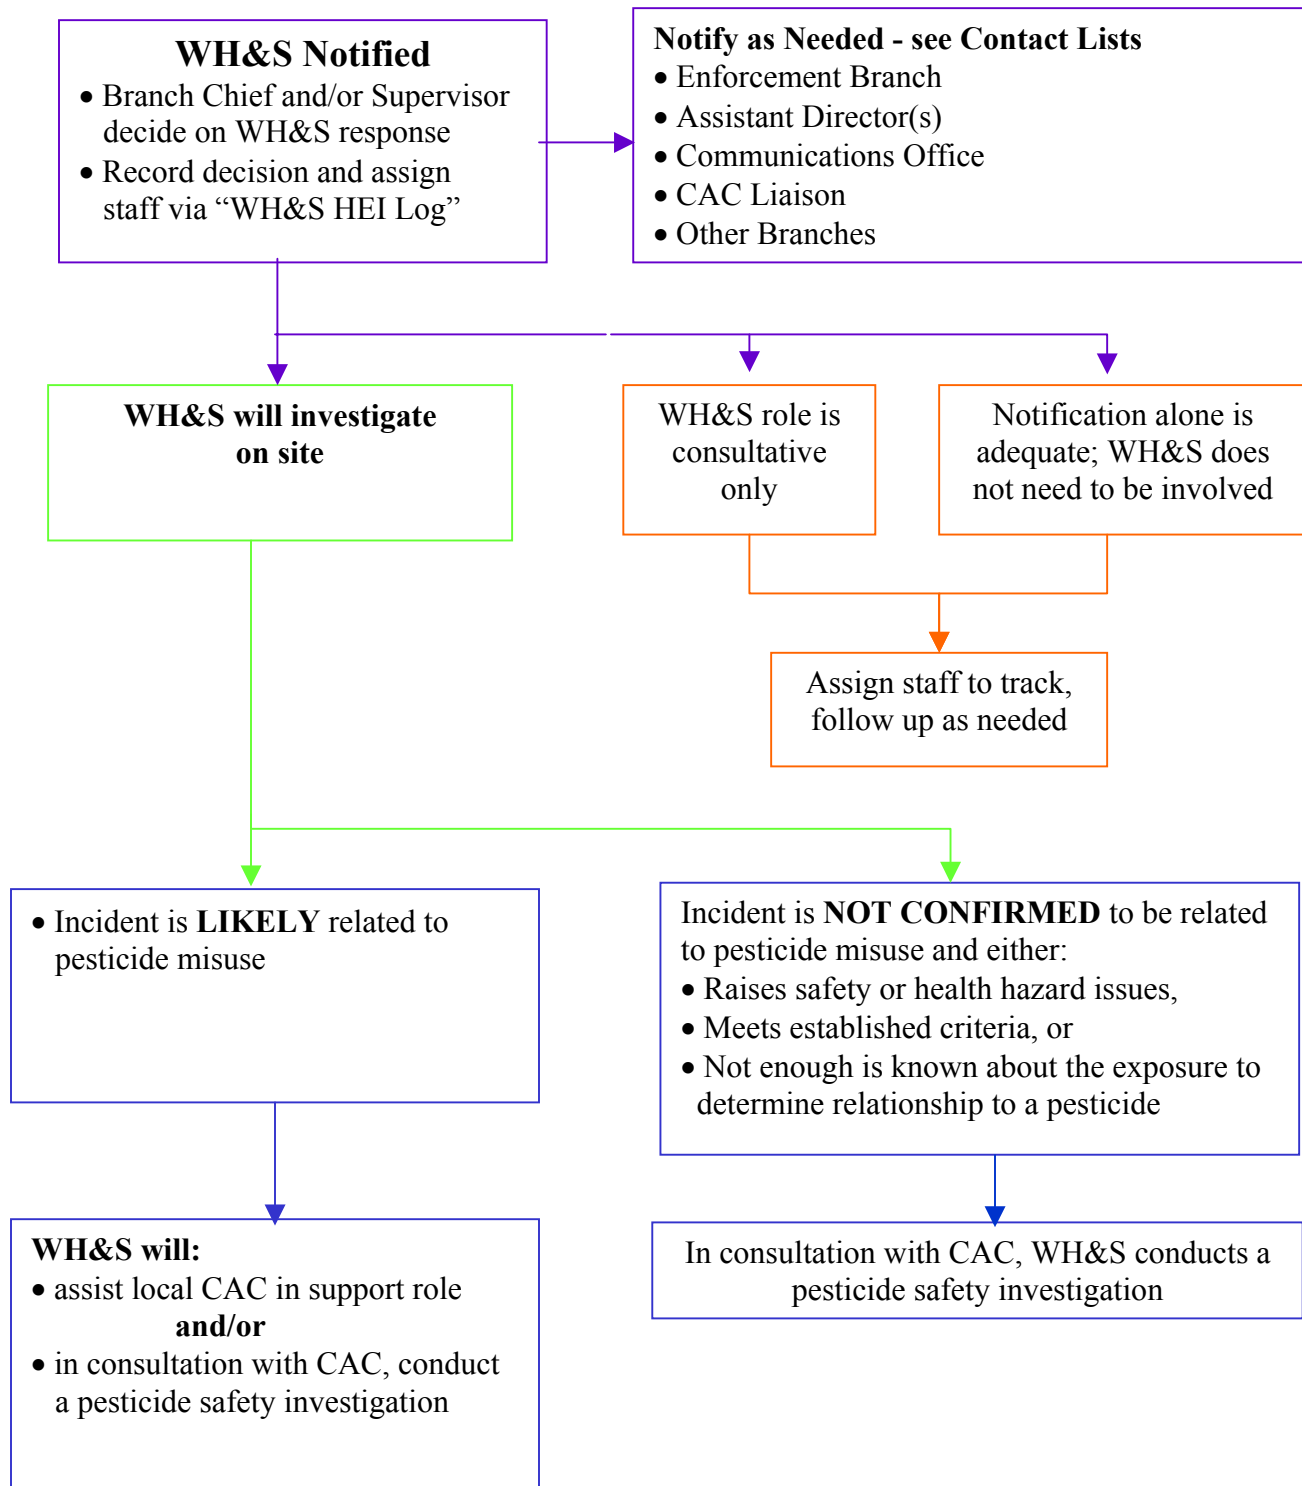 WH&S Notified
• Branch Chief and/or Supervisor
decide on WH&S response
• Record decision and assign
staff via “WH&S HEI Log”
Notify as Needed - see Contact Lists
• Enforcement Branch
• Assistant Director(s)
• Communications Office
• CAC Liaison
• Other Branches
WH&S will investigate
on site
WH&S role is
consultative
only
Notification alone is
adequate; WH&S does
not need to be involved
Assign staff to track,
follow up as needed
• Incident is LIKELY related to
pesticide misuse
Incident is NOT CONFIRMED to be related
to pesticide misuse and either:
• Raises safety or health hazard issues,
• Meets established criteria, or
• Not enough is known about the exposure to
determine relationship to a pesticide
WH&S will:
• assist local CAC in support role
and/or
• in consultation with CAC, conduct
a pesticide safety investigation
In consultation with CAC, WH&S conducts a
pesticide safety investigation